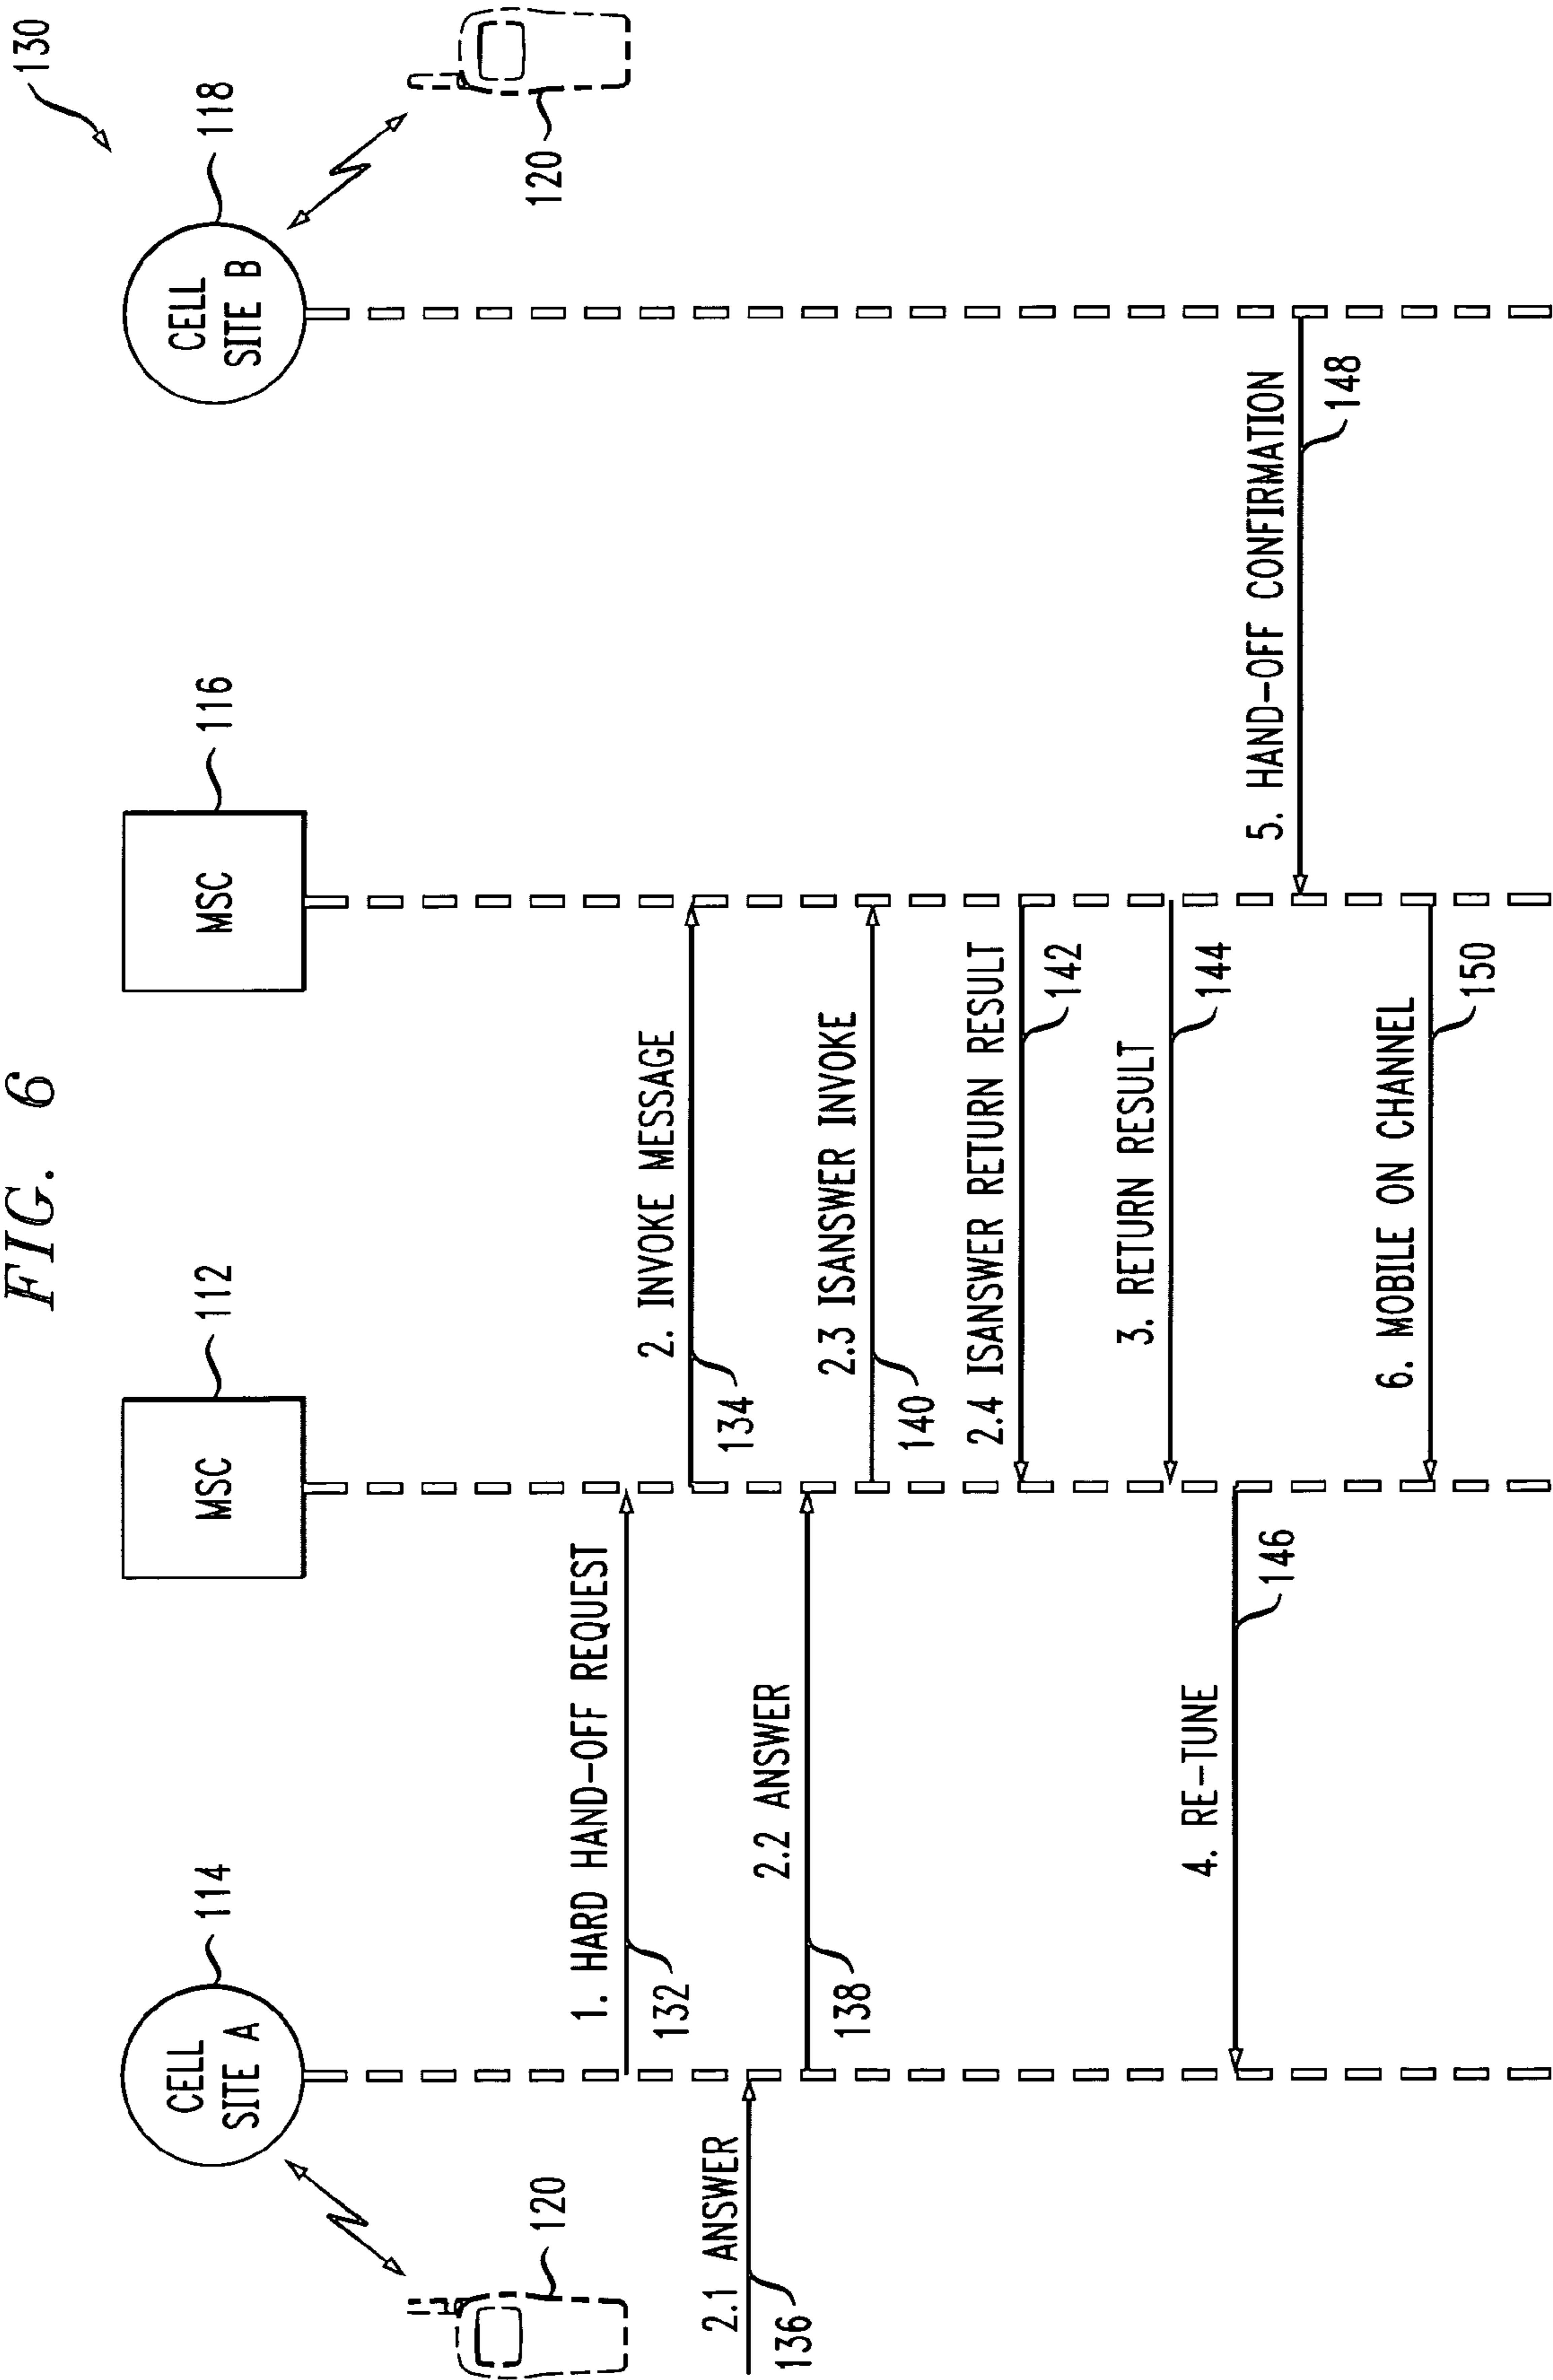 FIG. 6
130
CELL
SITE A
114
MSC
112
MSC
116
CELL
SITE B
118
120
120
1. HARD HAND-OFF REQUEST
132
2. INVOKE MESSAGE
134
2.1 ANSWER
136
2.2 ANSWER
138
2.3 ISANSWER INVOKE
140
2.4 ISANSWER RETURN RESULT
142
3. RETURN RESULT
144
4. RE-TUNE
146
5. HAND-OFF CONFIRMATION
148
6. MOBILE ON CHANNEL
150